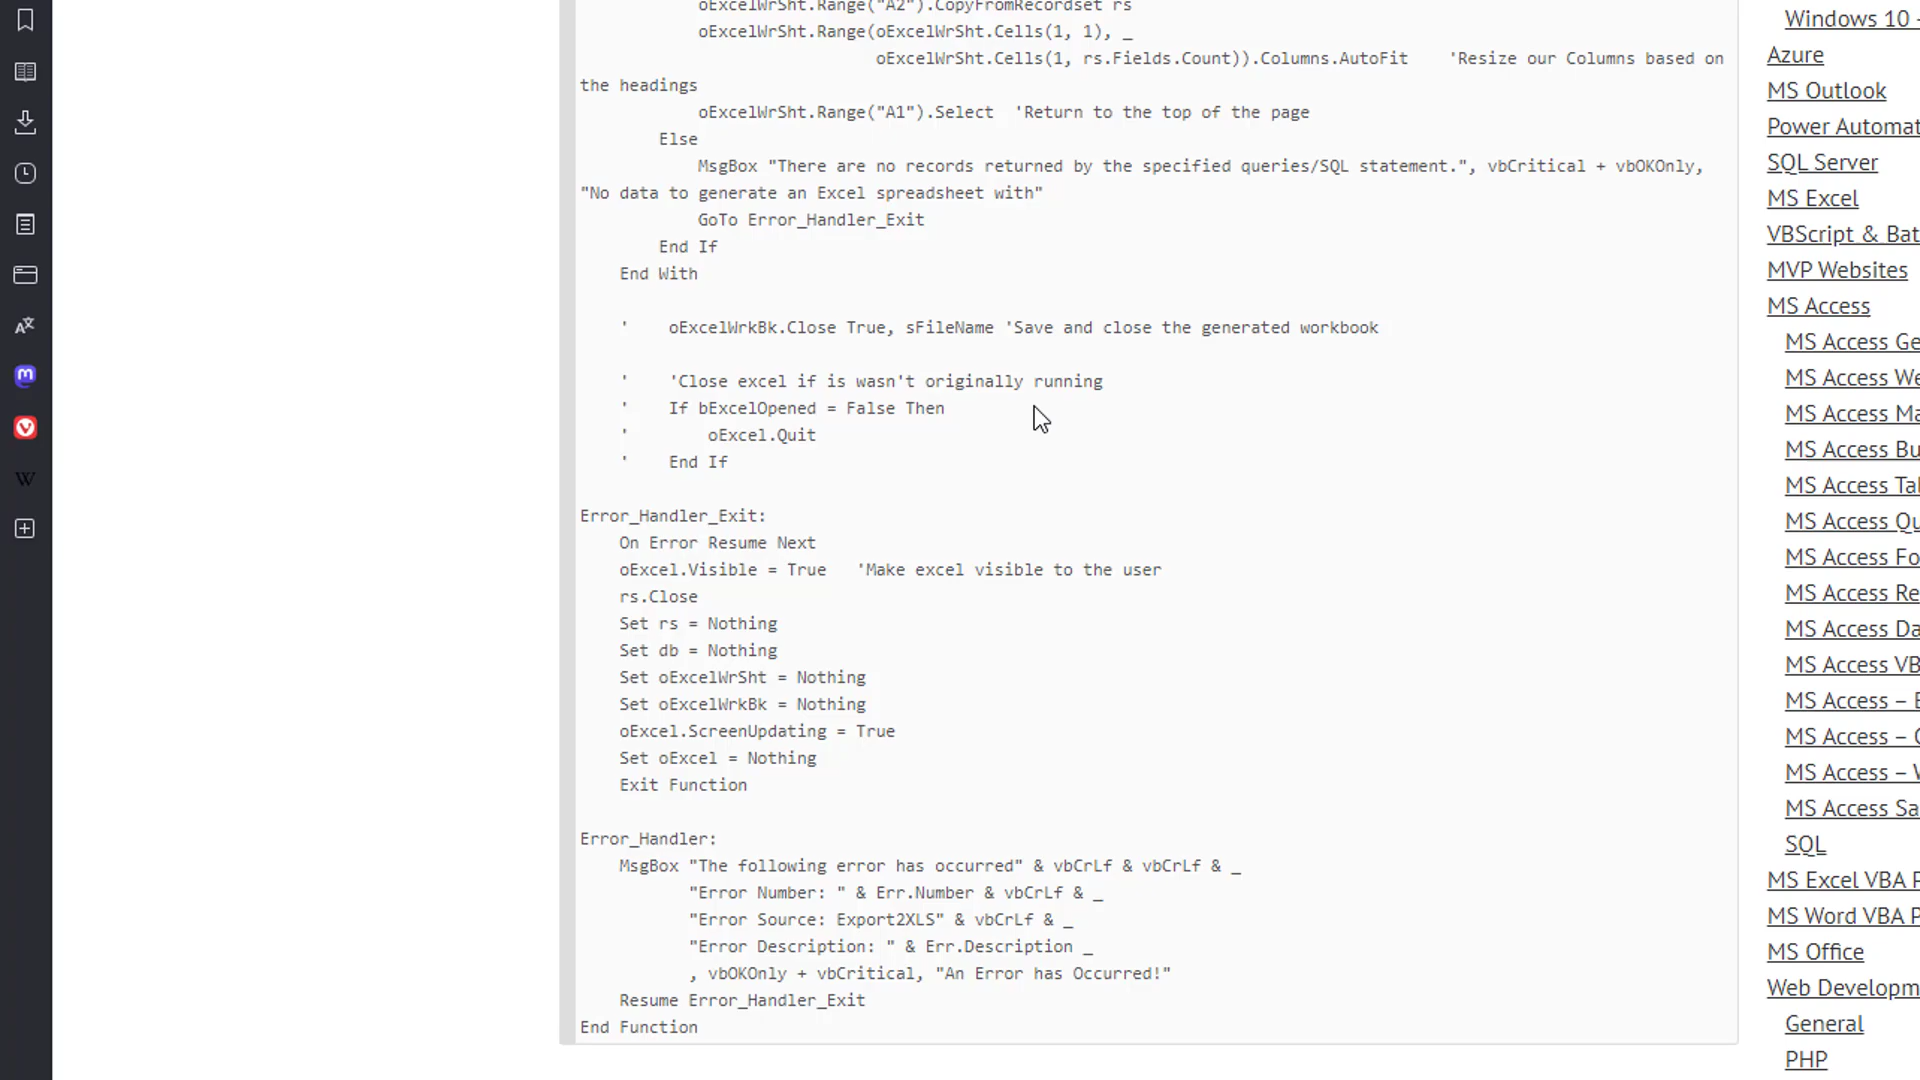 oExcelWrSht.Range("A2").CopyFromRecordset rs
oExcelWrSht.Range(oExcelWrSht.Cells(1, 1), _
oExcelWrSht.Cells(1, rs.Fields.Count)).Columns.AutoFit    'Resize our Columns based on
the headings
oExcelWrSht.Range("A1").Select  'Return to the top of the page
Else
MsgBox "There are no records returned by the specified queries/SQL statement.", vbCritical + vbOKOnly,
"No data to generate an Excel spreadsheet with"
GoTo Error_Handler_Exit
End If
End With
'    oExcelWrkBk.Close True, sFileName 'Save and close the generated workbook
'    'Close excel if is wasn't originally running
'    If bExcelOpened = False Then
'        oExcel.Quit
'    End If
Error_Handler_Exit:
On Error Resume Next
oExcel.Visible = True   'Make excel visible to the user
rs.Close
Set rs = Nothing
Set db = Nothing
Set oExcelWrSht = Nothing
Set oExcelWrkBk = Nothing
oExcel.ScreenUpdating = True
Set oExcel = Nothing
Exit Function
Error_Handler:
MsgBox "The following error has occurred" & vbCrLf & vbCrLf & _
"Error Number: " & Err.Number & vbCrLf & _
"Error Source: Export2XLS" & vbCrLf & _
"Error Description: " & Err.Description _
, vbOKOnly + vbCritical, "An Error has Occurred!"
Resume Error_Handler_Exit
End Function
Windows 10 -
Azure
MS Outlook
Power Automat
SQL Server
MS Excel
VBScript & Bat
MVP Websites
MS Access
MS Access Ge
MS Access We
MS Access Ma
MS Access Bu
MS Access Tal
MS Access Qu
MS Access Fo
MS Access Re
MS Access Da
MS Access VB
MS Access – E
MS Access – C
MS Access – V
MS Access Sa
SQL
MS Excel VBA P
MS Word VBA P
MS Office
Web Developm
General
PHP